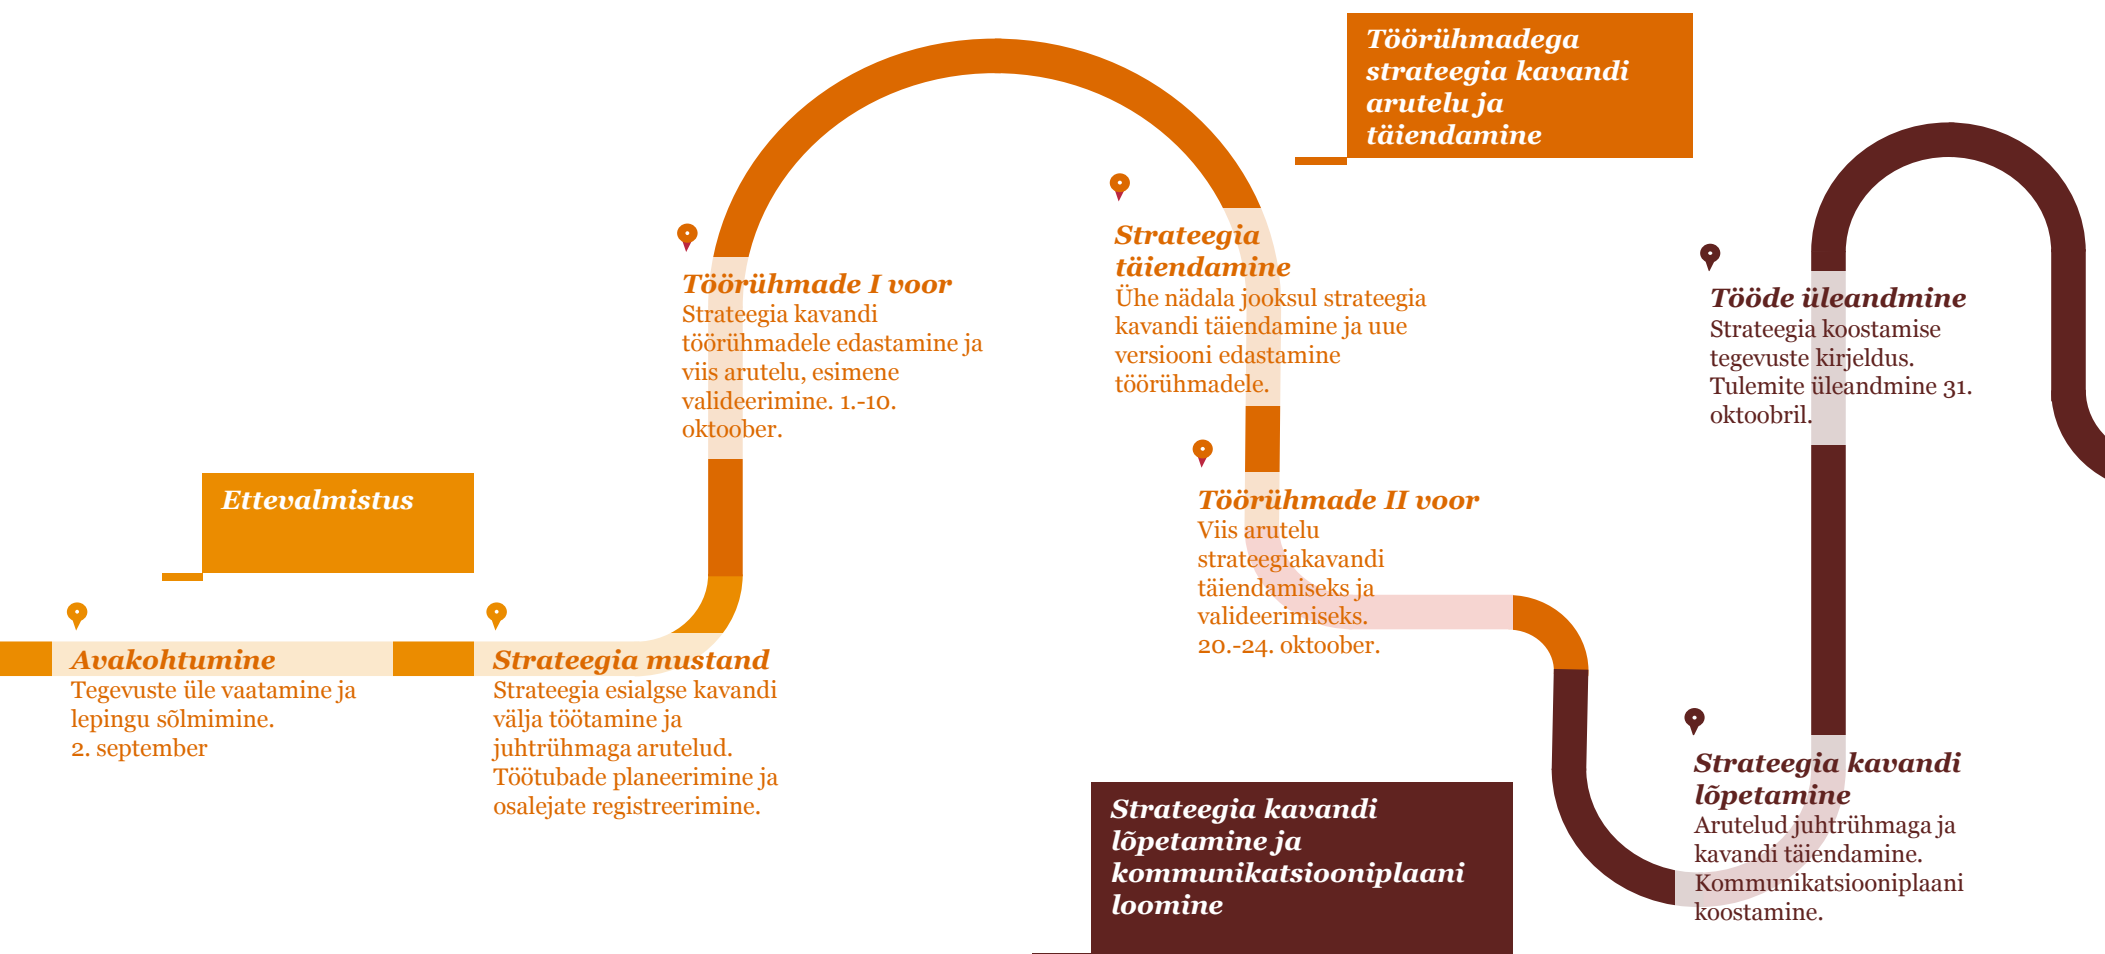 Ettevalmistus
Avakohtumine
Tegevuste üle vaatamine ja
lepingu sõlmimine.
2. september
Strateegia mustand
Strateegia esialgse kavandi
välja töötamine ja
juhtrühmaga arutelud.
Töötubade planeerimine ja
osalejate registreerimine.
Töörühmadega
strateegia kavandi
arutelu ja
täiendamine
Töörühmade I voor
Strateegia kavandi
töörühmadele edastamine ja
viis arutelu, esimene
valideerimine. 1.-10.
oktoober.
Strateegia
täiendamine
Ühe nädala jooksul strateegia
kavandi täiendamine ja uue
versiooni edastamine
töörühmadele.
Töörühmade II voor
Viis arutelu
strateegiakavandi
täiendamiseks ja
valideerimiseks.
20.-24. oktoober.
Strateegia kavandi
lõpetamine ja
kommunikatsiooniplaani
loomine
Strateegia kavandi
lõpetamine
Arutelud juhtrühmaga ja
kavandi täiendamine.
Kommunikatsiooniplaani
koostamine.
Tööde üleandmine
Strateegia koostamise
tegevuste kirjeldus.
Tulemite üleandmine 31.
oktoobril.